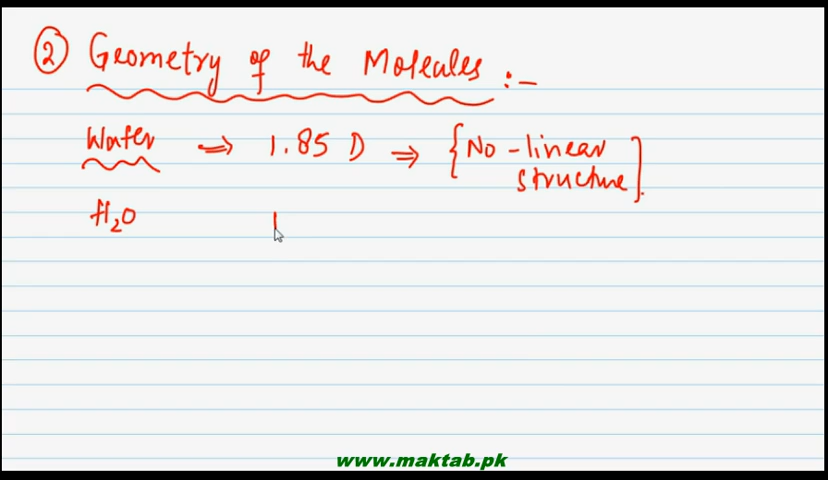 ② Geometry of the Molecules :-
Water ⇒ 1.85 D ⇒ {No-linear
structure}.
H₂O
www.maktab.pk